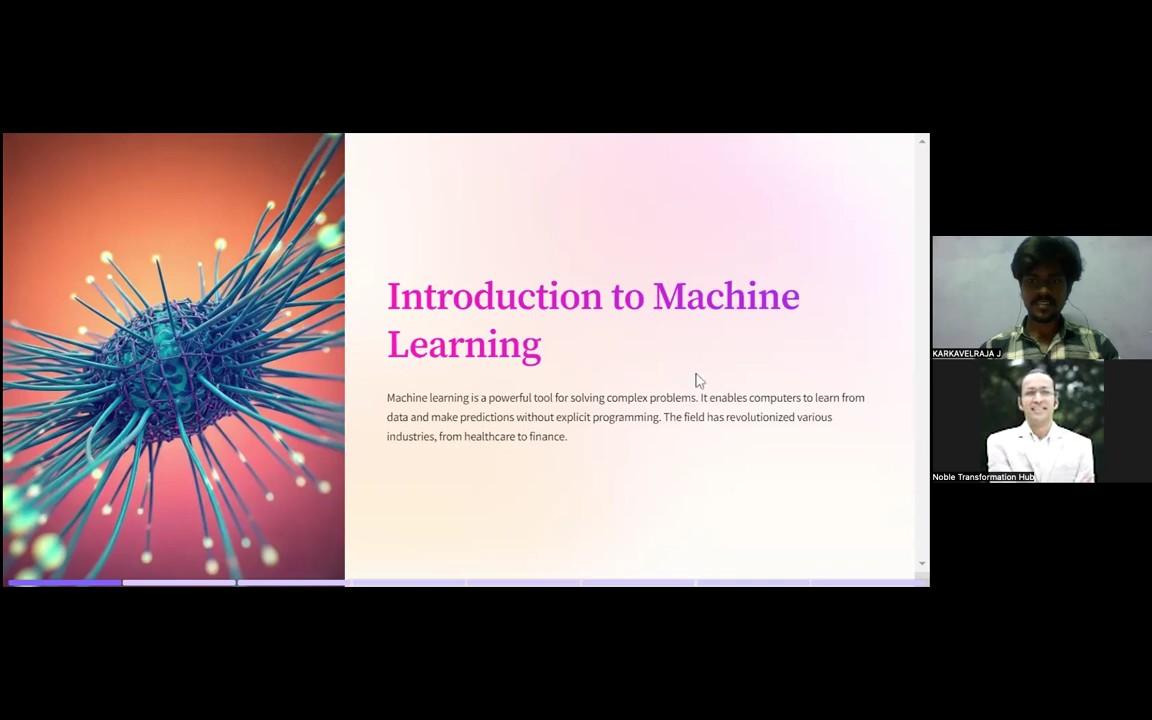 Introduction to Machine
Learning
Machine learning is a powerful tool for solving complex problems. It enables computers to learn from
data and make predictions without explicit programming. The field has revolutionized various
industries, from healthcare to finance.
KARKAVELRAJA J
Noble Transformation Hub